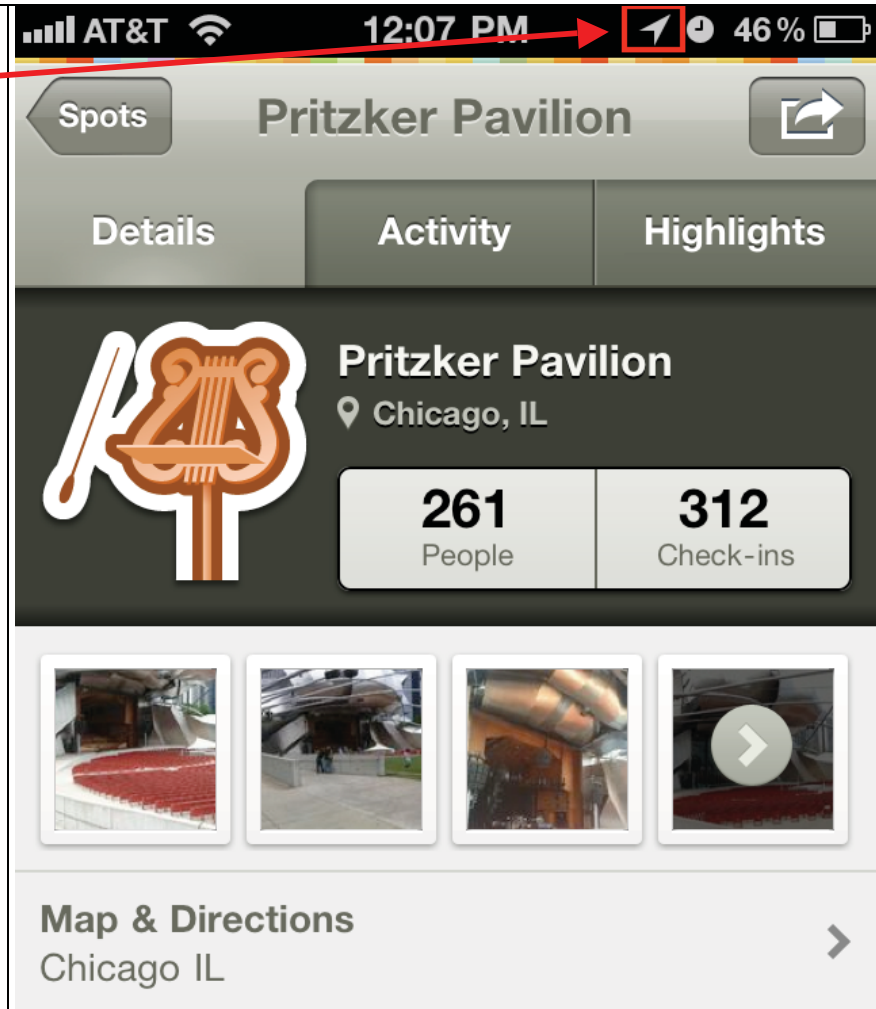 AT&T 12:07 PM 46%
Spots Pritzker Pavilion
Details Activity Highlights
Pritzker Pavilion
Chicago, IL
261 312
People Check-ins
Map & Directions
Chicago IL